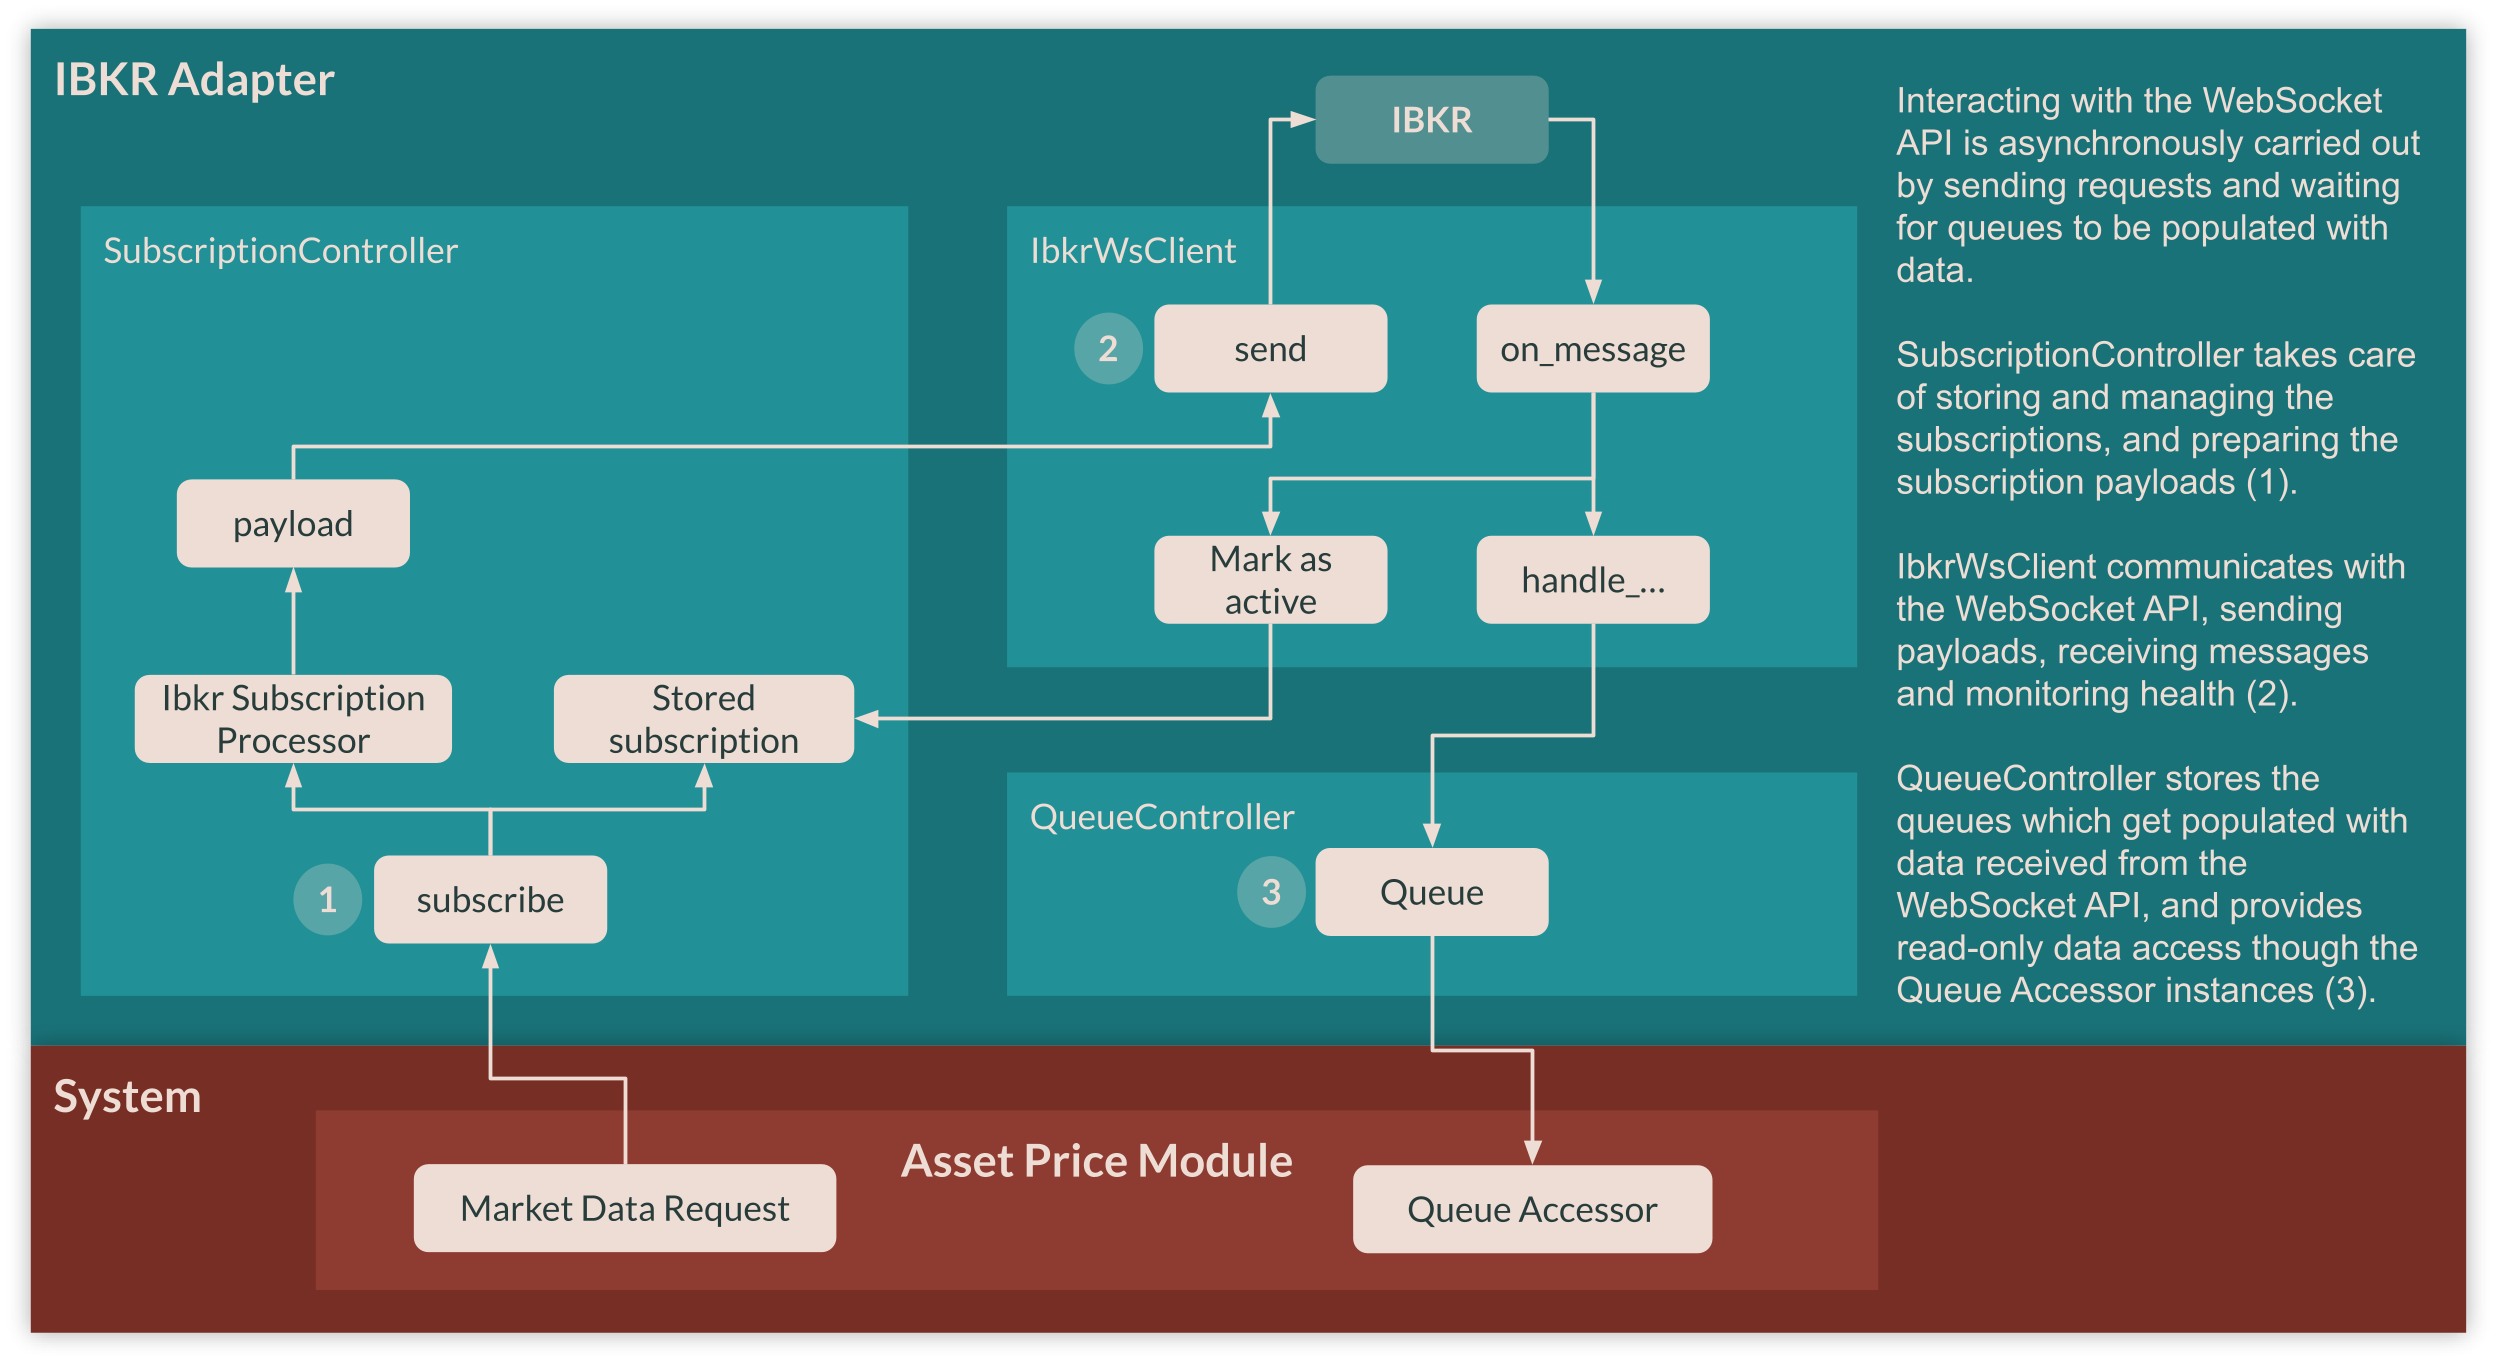 IBKR Adapter
IBKR
SubscriptionController
IbkrWsClient
2
send
on_message
payload
Mark as
active
handle_...
Ibkr Subscription
Processor
Stored
subscription
QueueController
1
subscribe
3
Queue
Interacting with the WebSocket
API is asynchronously carried out
by sending requests and waiting
for queues to be populated with
data.
SubscriptionController takes care
of storing and managing the
subscriptions, and preparing the
subscription payloads (1).
IbkrWsClient communicates with
the WebSocket API, sending
payloads, receiving messages
and monitoring health (2).
QueueController stores the
queues which get populated with
data received from the
WebSocket API, and provides
read-only data access though the
Queue Accessor instances (3).
System
Asset Price Module
Market Data Request
Queue Accessor